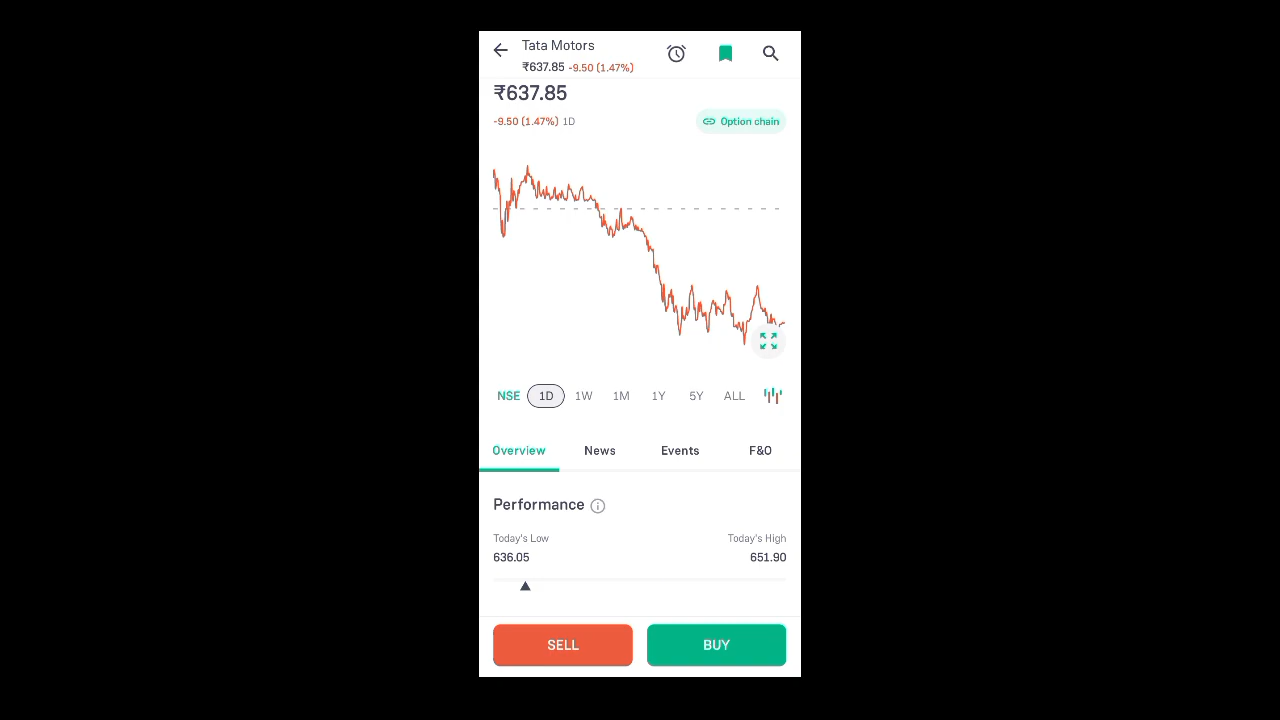 Tata Motors
₹637.85 -9.50 (1.47%)
₹637.85
-9.50 (1.47%) 1D
Option chain
NSE 1D 1W 1M 1Y 5Y ALL
Overview News Events F&O
Performance
Today's Low Today's High
636.05 651.90
SELL BUY